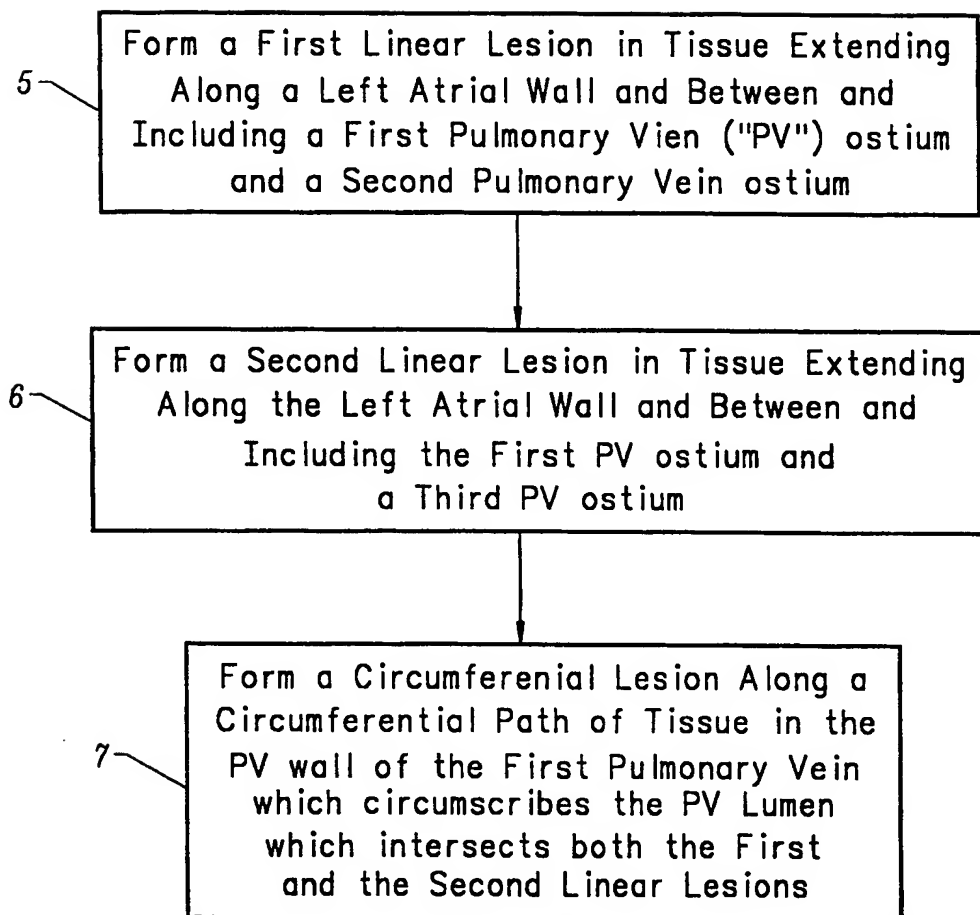 Form a First Linear Lesion in Tissue Extending
5
Along a Left Atrial Wall and Between and
Including a First Pulmonary Vien ("PV") ostium
and a Second Pulmonary Vein ostium
Form a Second Linear Lesion in Tissue Extending
6
Along the Left Atrial Wall and Between and
Including the First PV ostium and
a Third PV ostium
Form a Circumferenial Lesion Along a
Circumferential Path of Tissue in the
7
PV wall of the First Pulmonary Vein
which circumscribes the PV Lumen
which intersects both the First
and the Second Linear Lesions